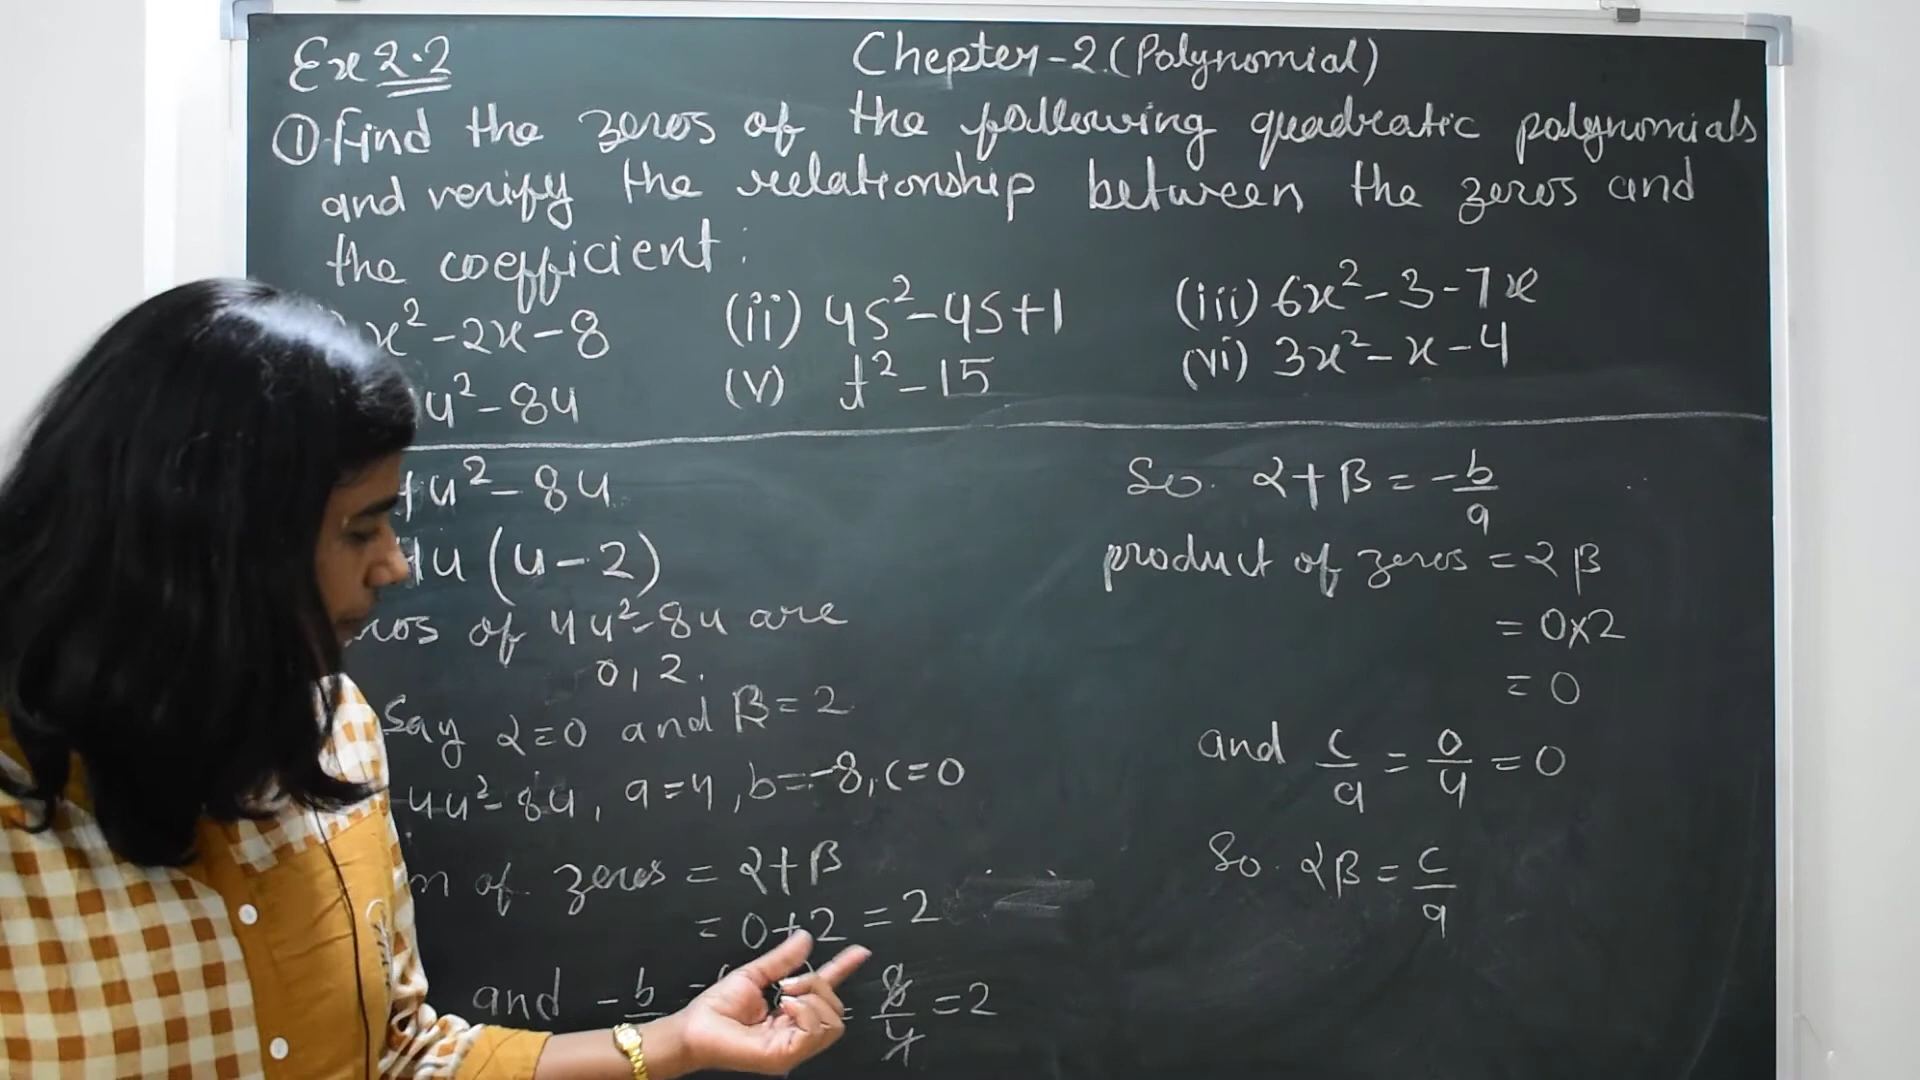 Ex 2.2
Chepter-2.(Polynomial)
① Find the zeros of the following quadratic polynomials
and verify the relationship between the zeros and
the coefficient :
x²-2x-8 (ii) 4s²-4s+1 (iii) 6x²-3-7x
u²-8u (v) t²-15 (vi) 3x²-x-4
4u²-8u
4u (u-2)
of 4u²-8u are
0, 2.
Say α=0 and β=2
4u²-8u, a=4, b=-8, c=0
of zeros = α+β
= 0+2 = 2
and -b = 8/4 = 2
So. α+β = -b/a
product of zeros = αβ
= 0×2
= 0
and c/a = 0/4 = 0
So. αβ = c/a